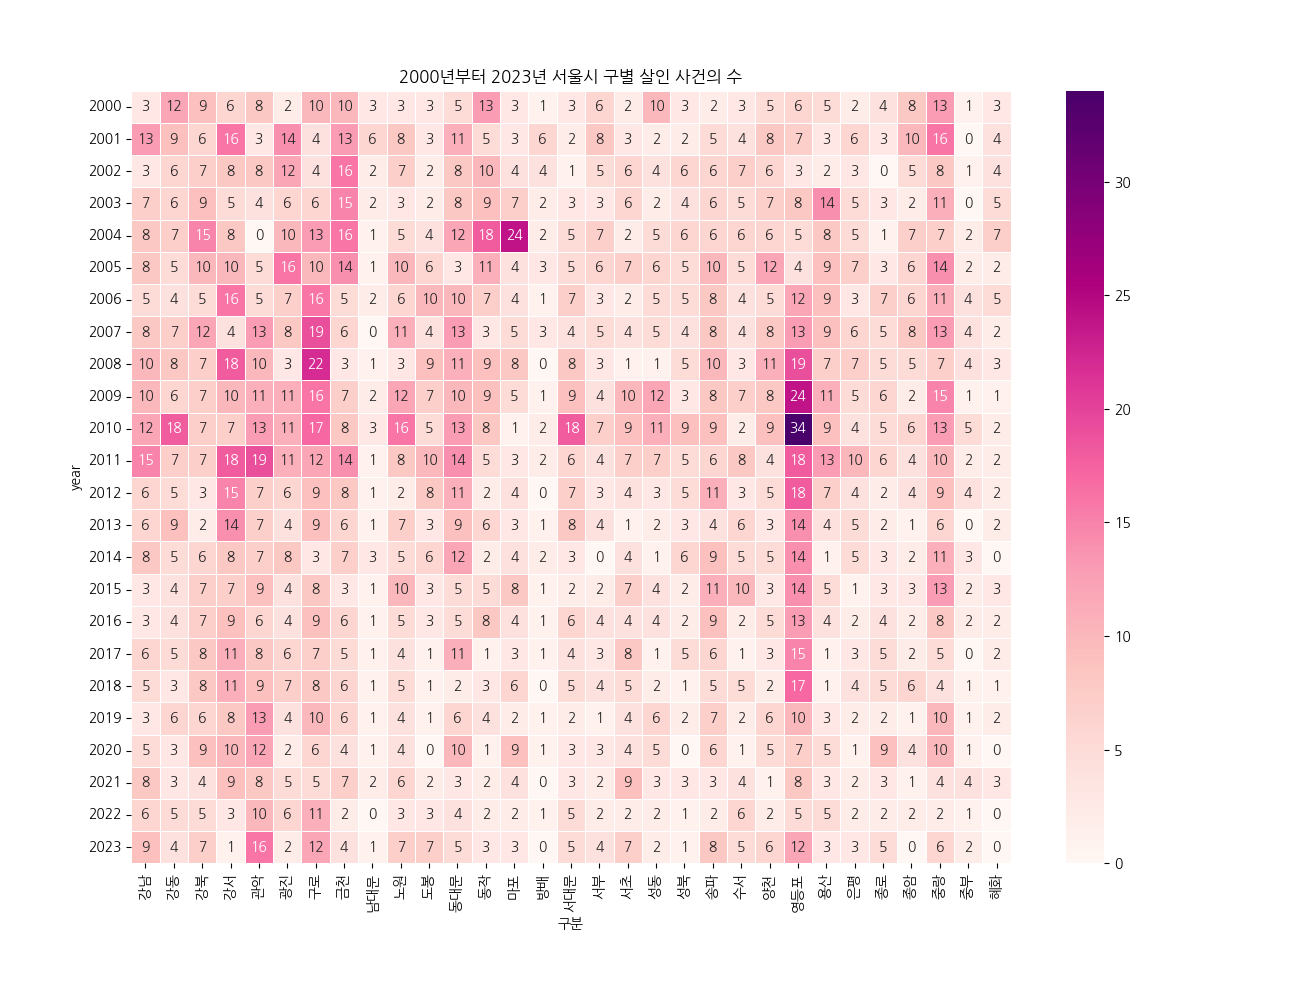 2000년부터 2023년 서울시 구별 살인 사건의 수
2000 3 12 9 6 8 2 10 10 3 3 3 5 13 3 1 3 6 2 10 3 2 3 5 6 5 2 4 8 13 1 3
2001 13 9 6 16 3 14 4 13 6 8 3 11 5 3 6 2 8 3 2 2 5 4 8 7 3 6 3 10 16 0 4
2002 3 6 7 8 8 12 4 16 2 7 2 8 10 4 4 1 5 6 4 6 6 7 6 3 2 3 0 5 8 1 4
2003 7 6 9 5 4 6 6 15 2 3 2 8 9 7 2 3 3 6 2 4 6 5 7 8 14 5 3 2 11 0 5
2004 8 7 15 8 0 10 13 16 1 5 4 12 18 24 2 5 7 2 5 6 6 6 6 5 8 5 1 7 7 2 7
2005 8 5 10 10 5 16 10 14 1 10 6 3 11 4 3 5 6 7 6 5 10 5 12 4 9 7 3 6 14 2 2
2006 5 4 5 16 5 7 16 5 2 6 10 10 7 4 1 7 3 2 5 5 8 4 5 12 9 3 7 6 11 4 5
2007 8 7 12 4 13 8 19 6 0 11 4 13 3 5 3 4 5 4 5 4 8 4 8 13 9 6 5 8 13 4 2
2008 10 8 7 18 10 3 22 3 1 3 9 11 9 8 0 8 3 1 1 5 10 3 11 19 7 7 5 5 7 4 3
2009 10 6 7 10 11 11 16 7 2 12 7 10 9 5 1 9 4 10 12 3 8 7 8 24 11 5 6 2 15 1 1
2010 12 18 7 7 13 11 17 8 3 16 5 13 8 1 2 18 7 9 11 9 9 2 9 34 9 4 5 6 13 5 2
2011 15 7 7 18 19 11 12 14 1 8 10 14 5 3 2 6 4 7 7 5 6 8 4 18 13 10 6 4 10 2 2
2012 6 5 3 15 7 6 9 8 1 2 8 11 2 4 0 7 3 4 3 5 11 3 5 18 7 4 2 4 9 4 2
2013 6 9 2 14 7 4 9 6 1 7 3 9 6 3 1 8 4 1 2 3 4 6 3 14 4 5 2 1 6 0 2
2014 8 5 6 8 7 8 3 7 3 5 6 12 2 4 2 3 0 4 1 6 9 5 5 14 1 5 3 2 11 3 0
2015 3 4 7 7 9 4 8 3 1 10 3 5 5 8 1 2 2 7 4 2 11 10 3 14 5 1 3 3 13 2 3
2016 3 4 7 9 6 4 9 6 1 5 3 5 8 4 1 6 4 4 4 2 9 2 5 13 4 2 4 2 8 2 2
2017 6 5 8 11 8 6 7 5 1 4 1 11 1 3 1 4 3 8 1 5 6 1 3 15 1 3 5 2 5 0 2
2018 5 3 8 11 9 7 8 6 1 5 1 2 3 6 0 5 4 5 2 1 5 5 2 17 1 4 5 6 4 1 1
2019 3 6 6 8 13 4 10 6 1 4 1 6 4 2 1 2 1 4 6 2 7 2 6 10 3 2 2 1 10 1 2
2020 5 3 9 10 12 2 6 4 1 4 0 10 1 9 1 3 3 4 5 0 6 1 5 7 5 1 9 4 10 1 0
2021 8 3 4 9 8 5 5 7 2 6 2 3 2 4 0 3 2 9 3 3 3 4 1 8 3 2 3 1 4 4 3
2022 6 5 5 3 10 6 11 2 0 3 3 4 2 2 1 5 2 2 2 1 2 6 2 5 5 2 2 2 2 1 0
2023 9 4 7 1 16 2 12 4 1 7 7 5 3 3 0 5 4 7 2 1 8 5 6 12 3 3 5 0 6 2 0
year
강남 강동 강북 강서 관악 광진 구로 금천 남대문 노원 도봉 동대문 동작 마포 방배 서대문 서부 서초 성동 성북 송파 수서 양천 영등포 용산 은평 종로 종암 중랑 중부 혜화
구분
30
25
20
15
10
5
0